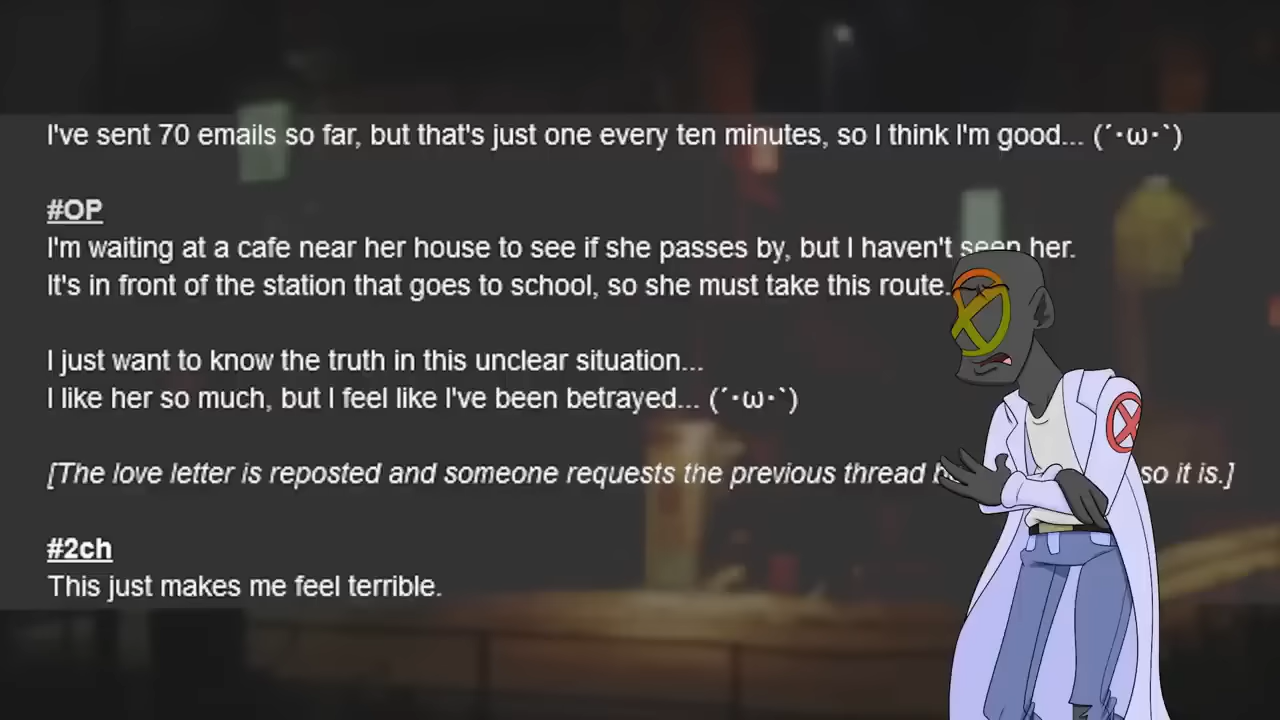 I've sent 70 emails so far, but that's just one every ten minutes, so I think I'm good... (´・ω・`)
#OP
I'm waiting at a cafe near her house to see if she passes by, but I haven't seen her.
It's in front of the station that goes to school, so she must take this route.
I just want to know the truth in this unclear situation...
I like her so much, but I feel like I've been betrayed... (´・ω・`)
[The love letter is reposted and someone requests the previous thread so it is.]
#2ch
This just makes me feel terrible.